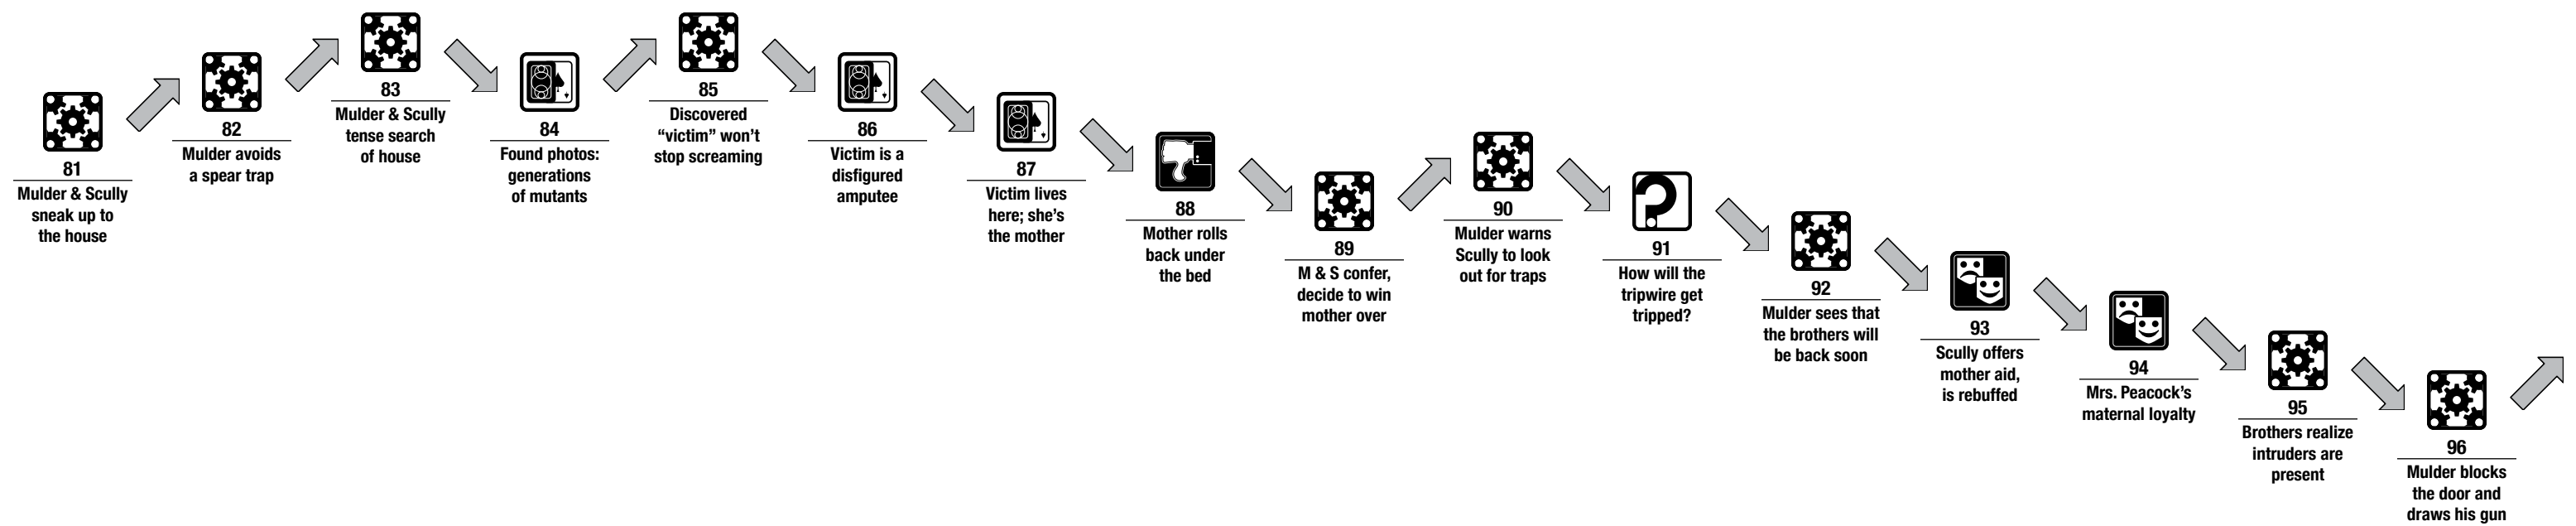 81
Mulder & Scully
sneak up to
the house
82
Mulder avoids
a spear trap
83
Mulder & Scully
tense search
of house
84
Found photos:
generations
of mutants
85
Discovered
“victim” won’t
stop screaming
86
Victim is a
disfigured
amputee
87
Victim lives
here; she’s
the mother
88
Mother rolls
back under
the bed
89
M & S confer,
decide to win
mother over
90
Mulder warns
Scully to look
out for traps
91
How will the
tripwire get
tripped?
92
Mulder sees that
the brothers will
be back soon
93
Scully offers
mother aid,
is rebuffed
94
Mrs. Peacock’s
maternal loyalty
95
Brothers realize
intruders are
present
96
Mulder blocks
the door and
draws his gun